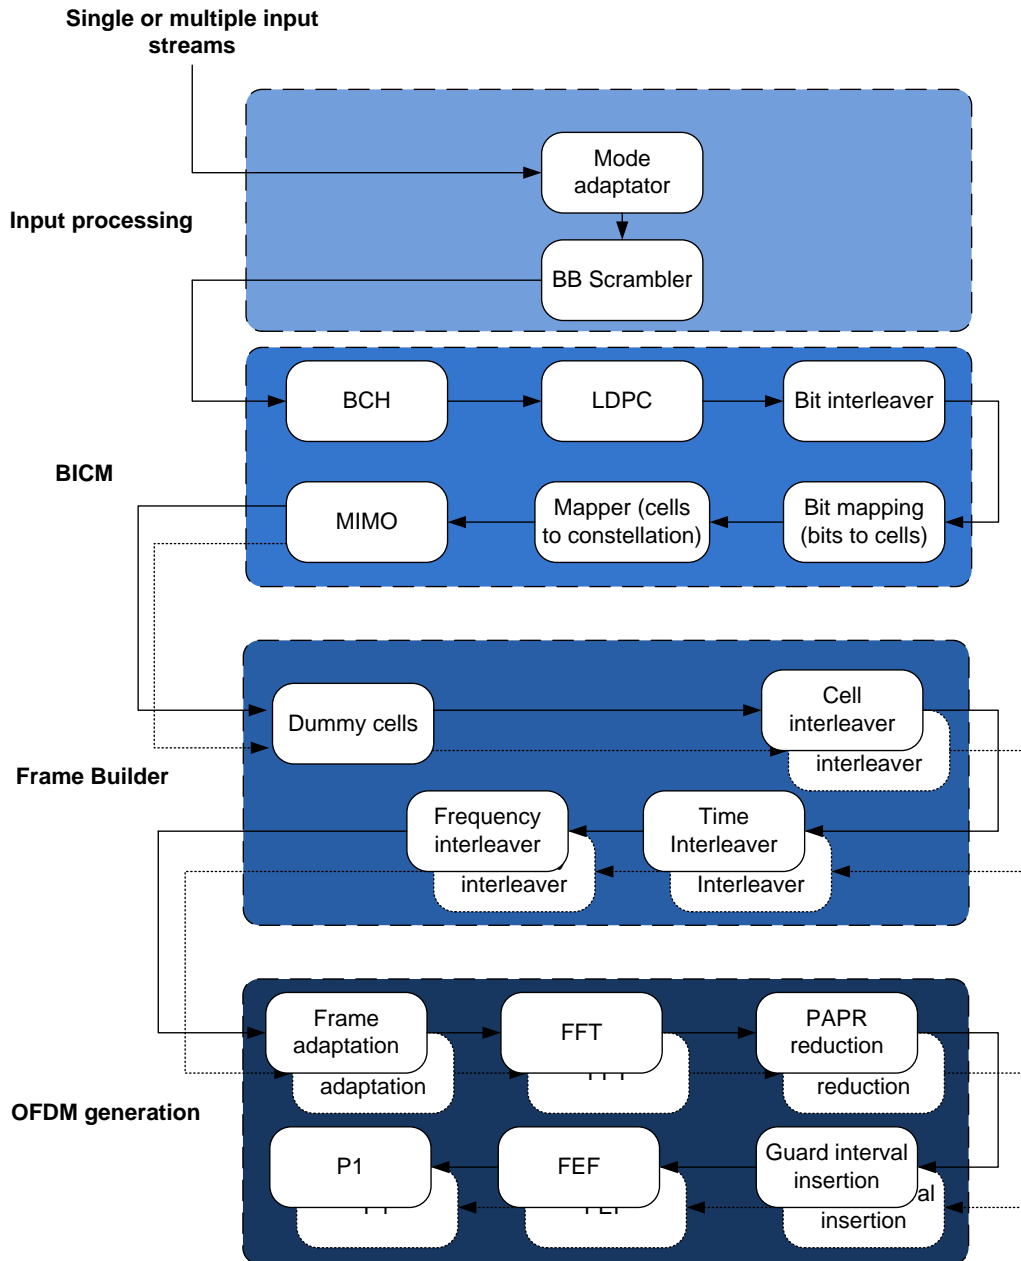 Single or multiple input
streams
Mode
adaptator
Input processing
BB Scrambler
BCH
LDPC
Bit interleaver
BICM
MIMO
Mapper (cells
to constellation)
Bit mapping
(bits to cells)
Dummy cells
Cell
interleaver
interleaver
Frame Builder
Frequency
interleaver
interleaver
Time
Interleaver
Interleaver
Frame
adaptation
adaptation
FFT
PAPR
reduction
reduction
OFDM generation
P1
FEF
Guard interval
insertion
insertion